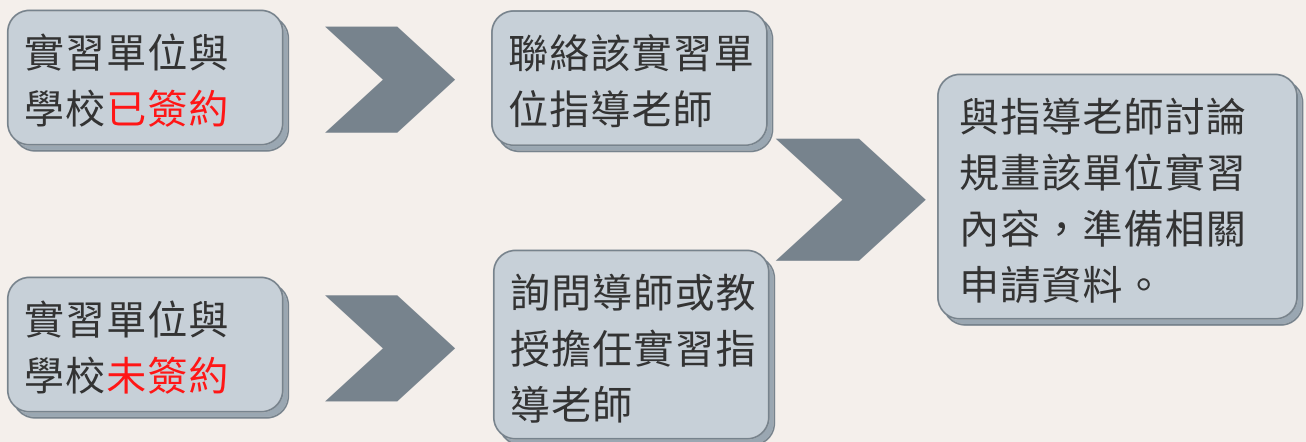 實習單位與
學校已簽約
聯絡該實習單
位指導老師
實習單位與
學校未簽約
詢問導師或教
授擔任實習指
導老師
與指導老師討論
規畫該單位實習
內容，準備相關
申請資料。